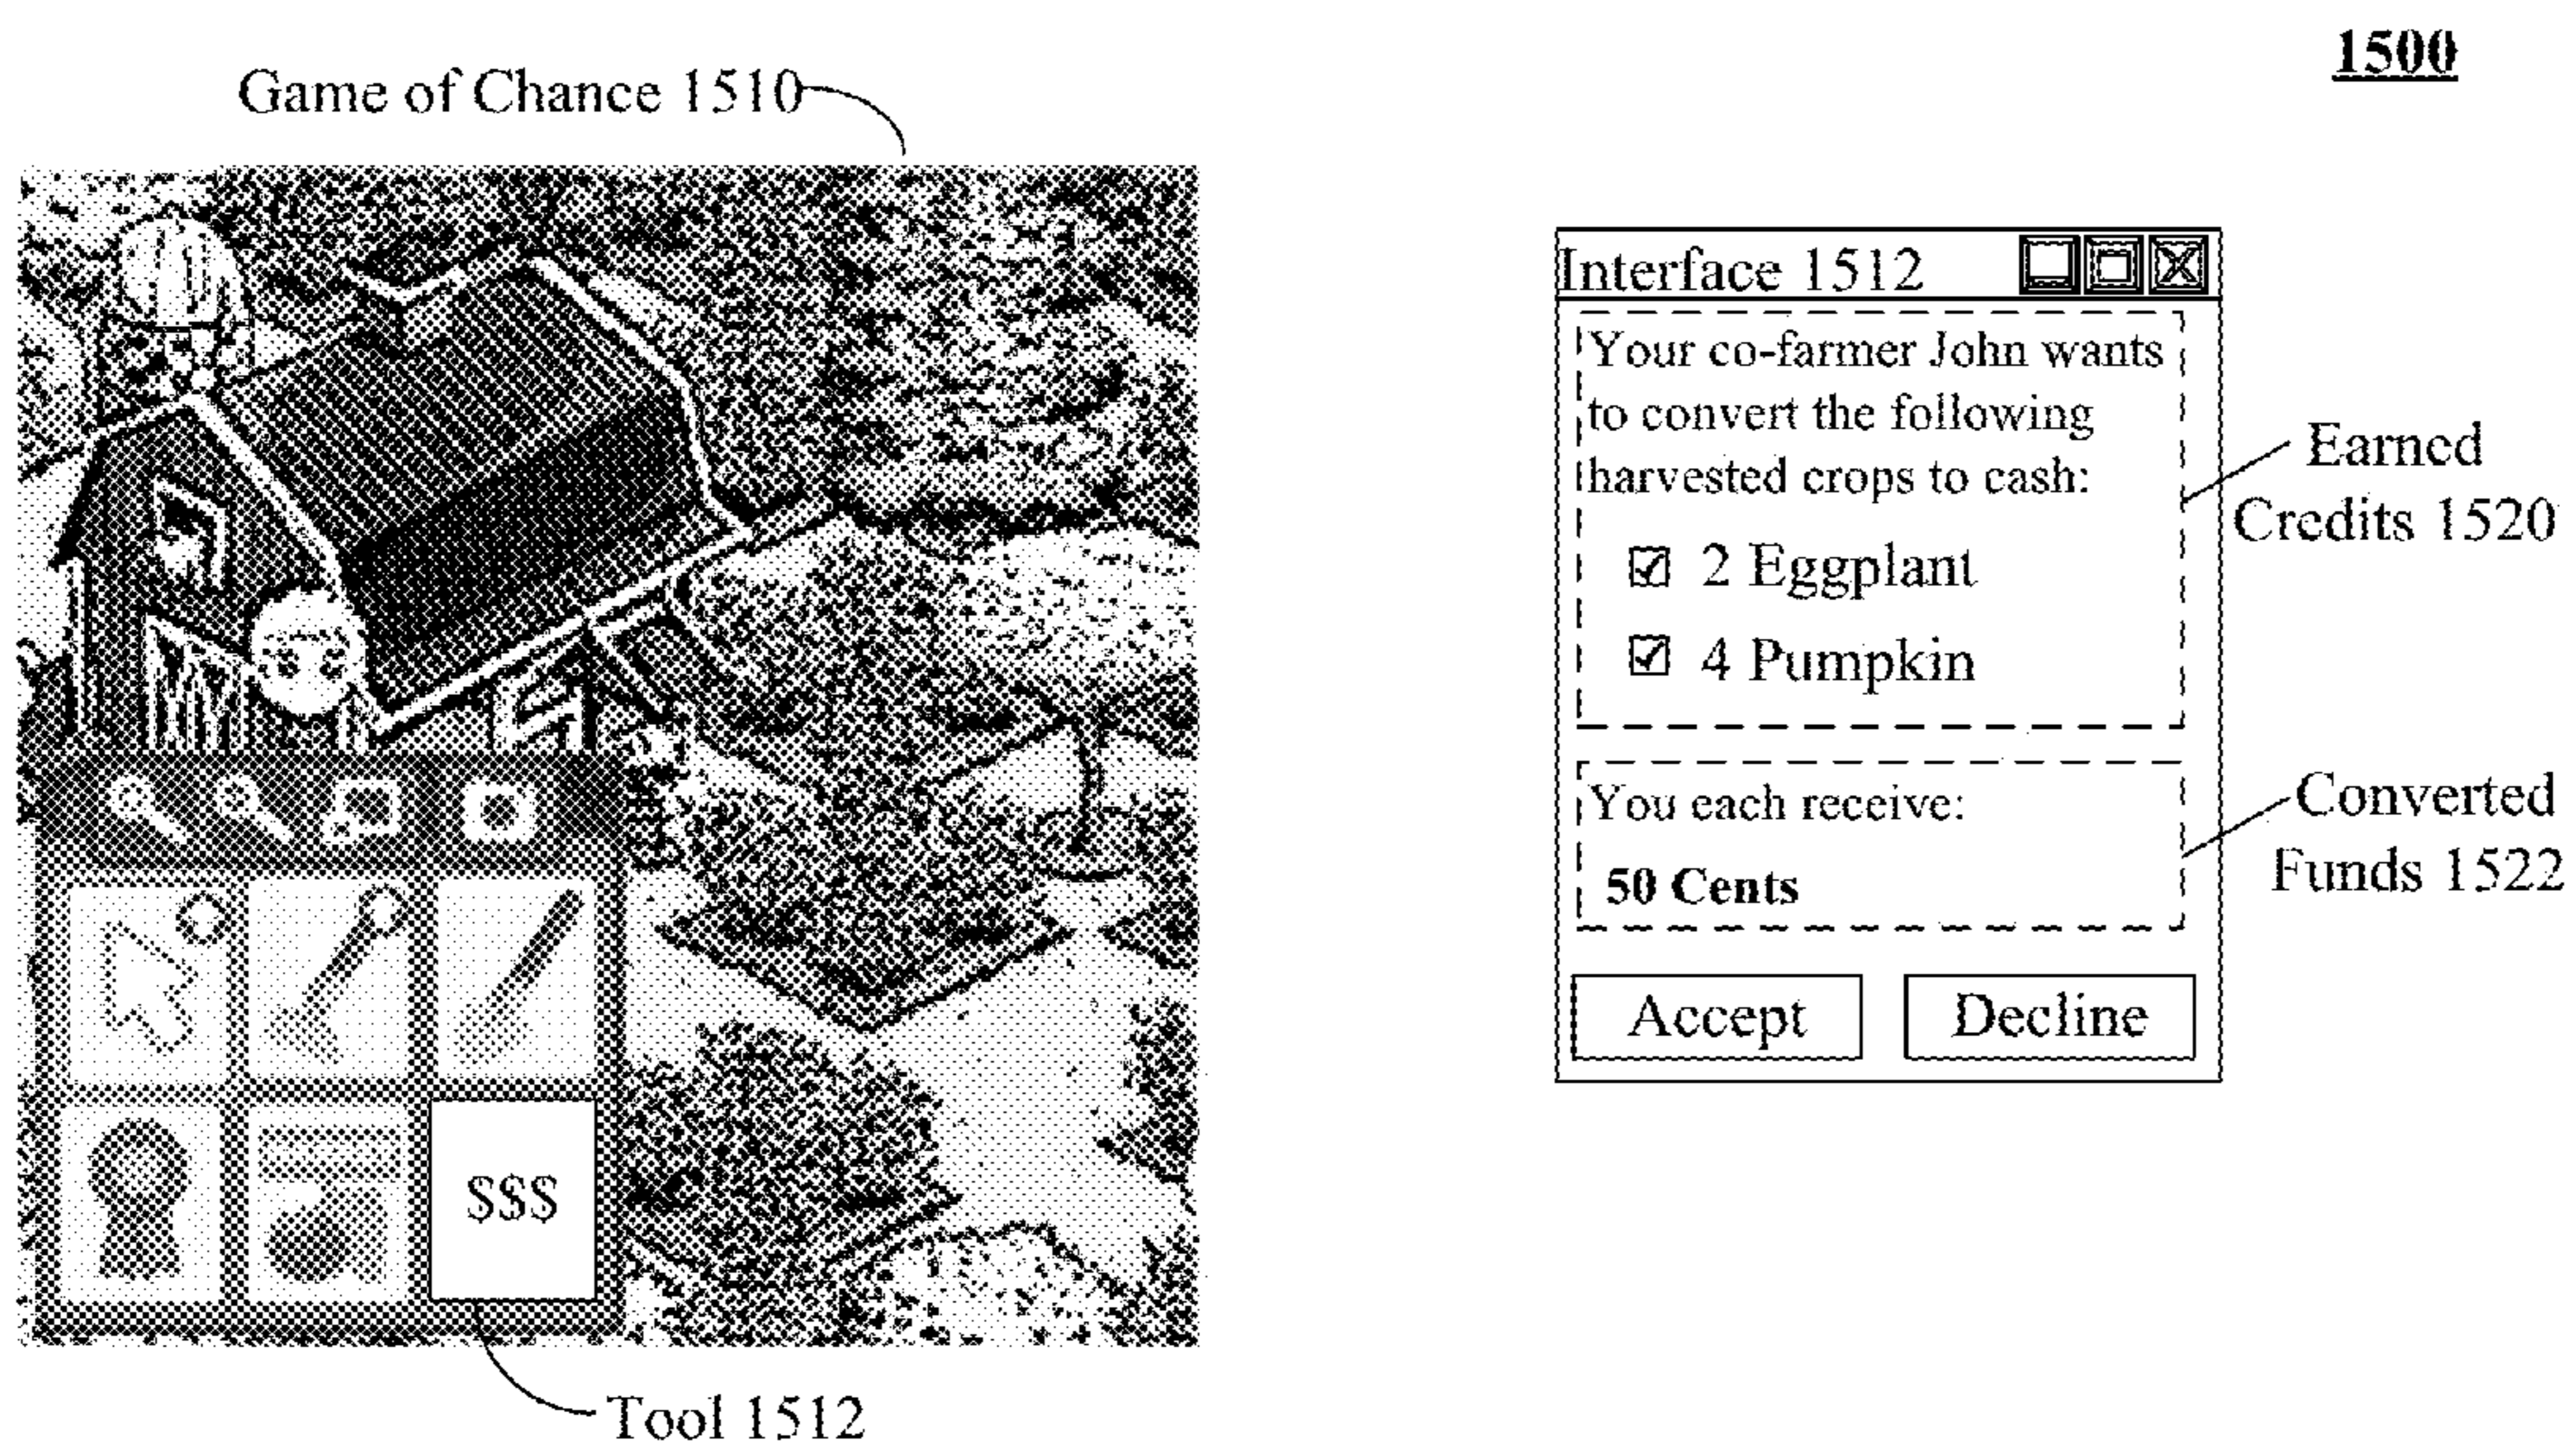 1500
Game of Chance 1510
Interface 1512
Your co-farmer John wants
to convert the following
harvested crops to cash:
2 Eggplant
4 Pumpkin
Earned
Credits 1520
You each receive:
50 Cents
Converted
Funds 1522
Accept
Decline
$$$
Tool 1512